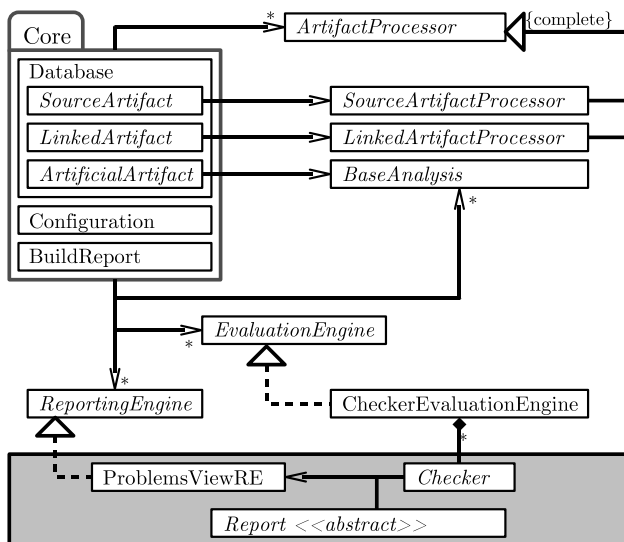 * ArtifactProcessor {complete}
Core
Database
SourceArtifact SourceArtifactProcessor
LinkedArtifact LinkedArtifactProcessor
ArtificialArtifact BaseAnalysis
*
Configuration
BuildReport
EvaluationEngine
*
*
ReportingEngine CheckerEvaluationEngine
*
ProblemsViewRE Checker
Report <<abstract>>